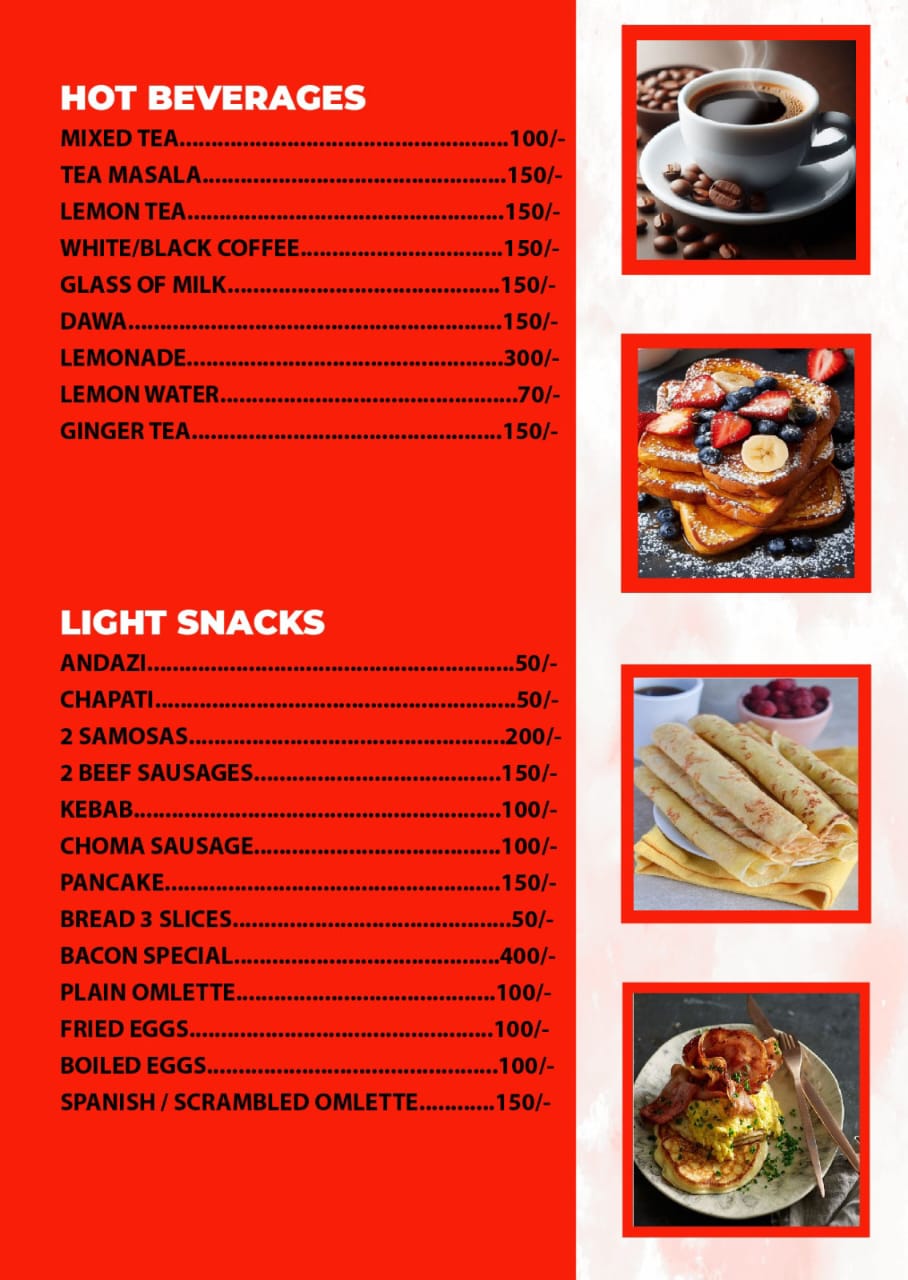 HOT BEVERAGES
MIXED TEA....................................................100/-
TEA MASALA................................................150/-
LEMON TEA..................................................150/-
WHITE/BLACK COFFEE................................150/-
GLASS OF MILK...........................................150/-
DAWA...........................................................150/-
LEMONADE..................................................300/-
LEMON WATER...............................................70/-
GINGER TEA.................................................150/-
LIGHT SNACKS
ANDAZI..........................................................50/-
CHAPATI.........................................................50/-
2 SAMOSAS..................................................200/-
2 BEEF SAUSAGES.......................................150/-
KEBAB..........................................................100/-
CHOMA SAUSAGE.......................................100/-
PANCAKE.....................................................150/-
BREAD 3 SLICES............................................50/-
BACON SPECIAL..........................................400/-
PLAIN OMLETTE.........................................100/-
FRIED EGGS................................................100/-
BOILED EGGS..............................................100/-
SPANISH / SCRAMBLED OMLETTE............150/-